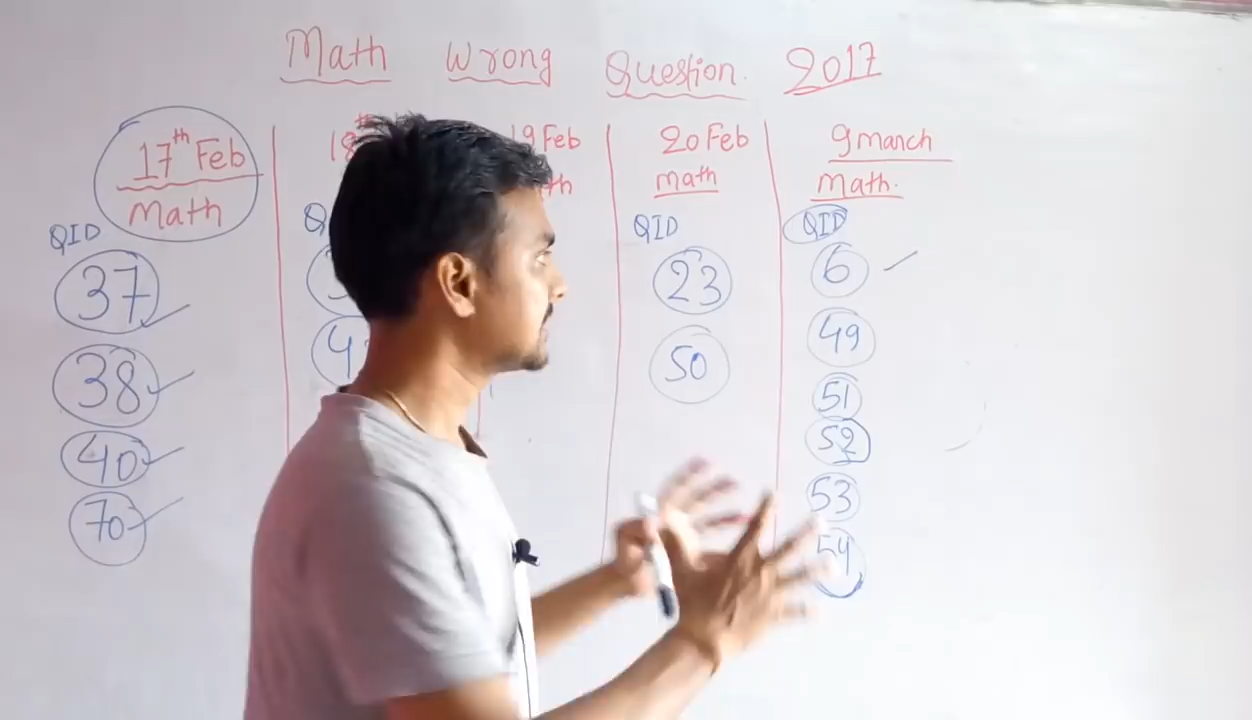 Math Wrong Question. 2017
17th Feb
Math
QID
37
38
40
70
19 Feb
20 Feb
Math
QID
23
50
9 march
Math.
QID
6
49
51
52
53
54